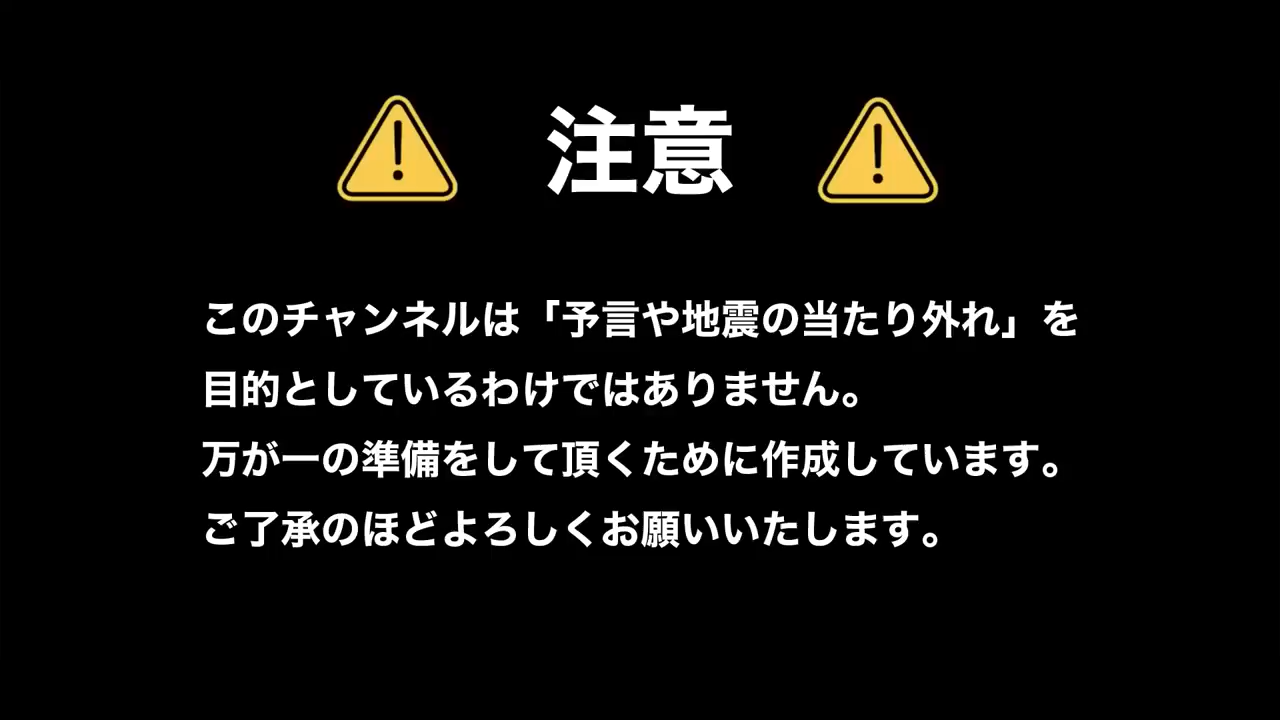 注意
このチャンネルは「予言や地震の当たり外れ」を
目的としているわけではありません。
万が一の準備をして頂くために作成しています。
ご了承のほどよろしくお願いいたします。